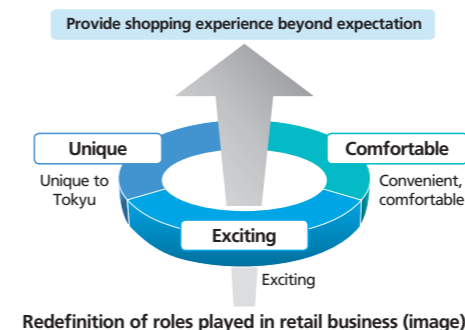 Provide shopping experience beyond expectation
Unique
Comfortable
Unique to
Tokyu
Convenient,
comfortable
Exciting
Exciting
Redefinition of roles played in retail business (image)